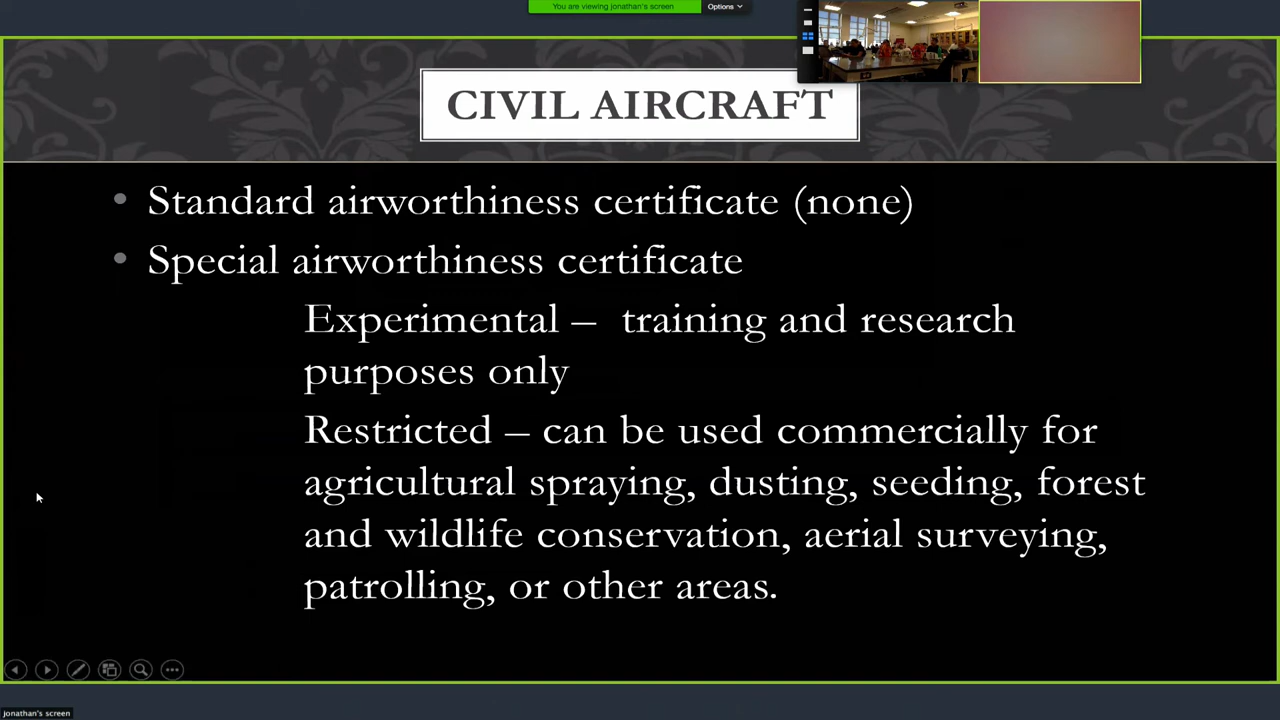 You are viewing jonathan's screen
Options
CIVIL AIRCRAFT
Standard airworthiness certificate (none)
Special airworthiness certificate
Experimental – training and research
purposes only
Restricted – can be used commercially for
agricultural spraying, dusting, seeding, forest
and wildlife conservation, aerial surveying,
patrolling, or other areas.
jonathan's screen